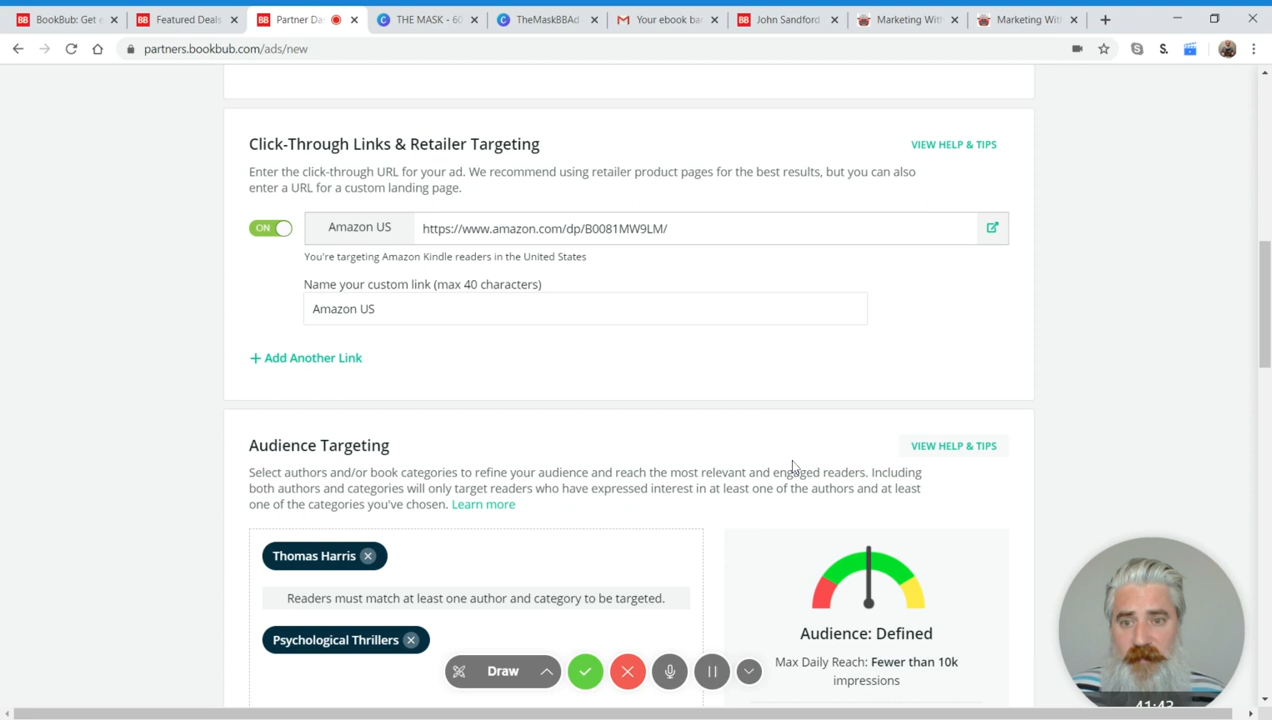 BookBub: Get e
Featured Deals
Partner Da
THE MASK - 60
TheMaskBBAd
Your ebook ba
John Sandford
Marketing Wit
Marketing Wit
partners.bookbub.com/ads/new
Click-Through Links & Retailer Targeting
VIEW HELP & TIPS
Enter the click-through URL for your ad. We recommend using retailer product pages for the best results, but you can also
enter a URL for a custom landing page.
ON
Amazon US
https://www.amazon.com/dp/B0081MW9LM/
You're targeting Amazon Kindle readers in the United States
Name your custom link (max 40 characters)
Amazon US
+ Add Another Link
Audience Targeting
VIEW HELP & TIPS
Select authors and/or book categories to refine your audience and reach the most relevant and engaged readers. Including
both authors and categories will only target readers who have expressed interest in at least one of the authors and at least
one of the categories you've chosen. Learn more
Thomas Harris
Readers must match at least one author and category to be targeted.
Psychological Thrillers
Audience: Defined
Max Daily Reach: Fewer than 10k
impressions
Draw
41:43